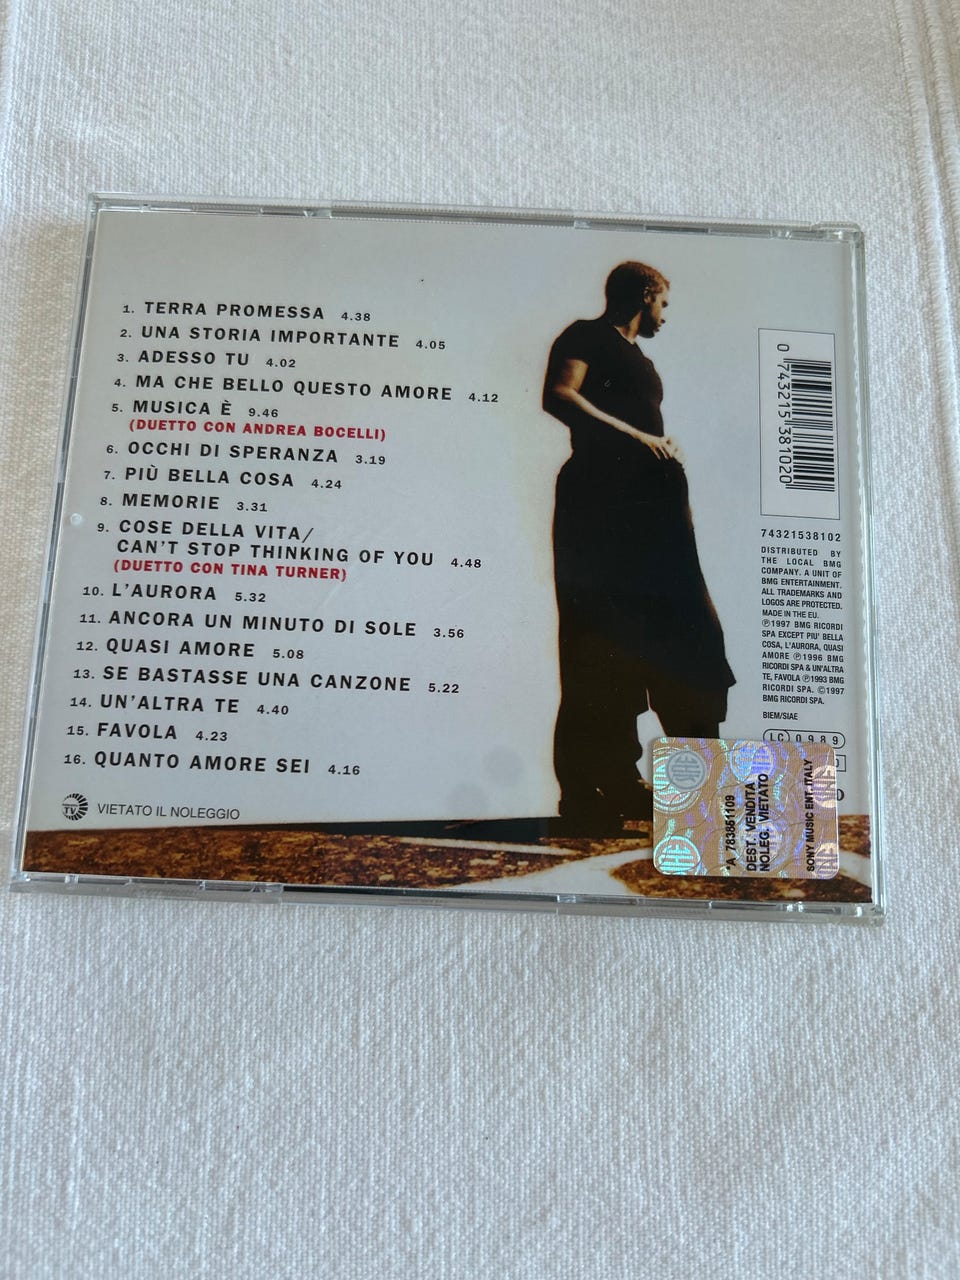 1. TERRA PROMESSA 4.38
2. UNA STORIA IMPORTANTE 4.05
3. ADESSO TU 4.02
4. MA CHE BELLO QUESTO AMORE 4.12
5. MUSICA È 9.46
(DUETTO CON ANDREA BOCELLI)
6. OCCHI DI SPERANZA 3.19
7. PIÙ BELLA COSA 4.24
8. MEMORIE 3.31
9. COSE DELLA VITA/
CAN'T STOP THINKING OF YOU 4.48
(DUETTO CON TINA TURNER)
10. L'AURORA 5.32
11. ANCORA UN MINUTO DI SOLE 3.56
12. QUASI AMORE 5.08
13. SE BASTASSE UNA CANZONE 5.22
14. UN'ALTRA TE 4.40
15. FAVOLA 4.23
16. QUANTO AMORE SEI 4.16
TV VIETATO IL NOLEGGIO
0 743215 381020
74321538102
DISTRIBUTED BY
THE LOCAL BMG
COMPANY. A UNIT OF
BMG ENTERTAINMENT.
ALL TRADEMARKS AND
LOGOS ARE PROTECTED.
MADE IN THE EU.
℗1997 BMG RICORDI
SPA EXCEPT PIU' BELLA
COSA, L'AURORA, QUASI
AMORE ℗1996 BMG
RICORDI SPA & UN'ALTRA
TE, FAVOLA ℗1993 BMG
RICORDI SPA. ©1997
BMG RICORDI SPA.
BIEM/SIAE
LC 0989
*A 783851109
DEST. VENDITA
NOLEG. VIETATO
SONY MUSIC ENT. ITALY